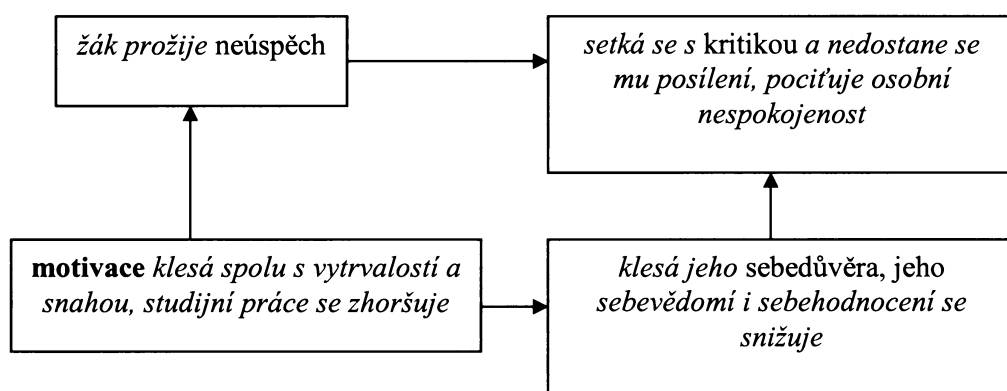 žák prožije neúspěch
setká se s kritikou a nedostane se
mu posílení, pociťuje osobní
nespokojenost
motivace klesá spolu s vytrvalostí a
snahou, studijní práce se zhoršuje
klesá jeho sebedůvěra, jeho
sebevědomí i sebehodnocení se
snižuje